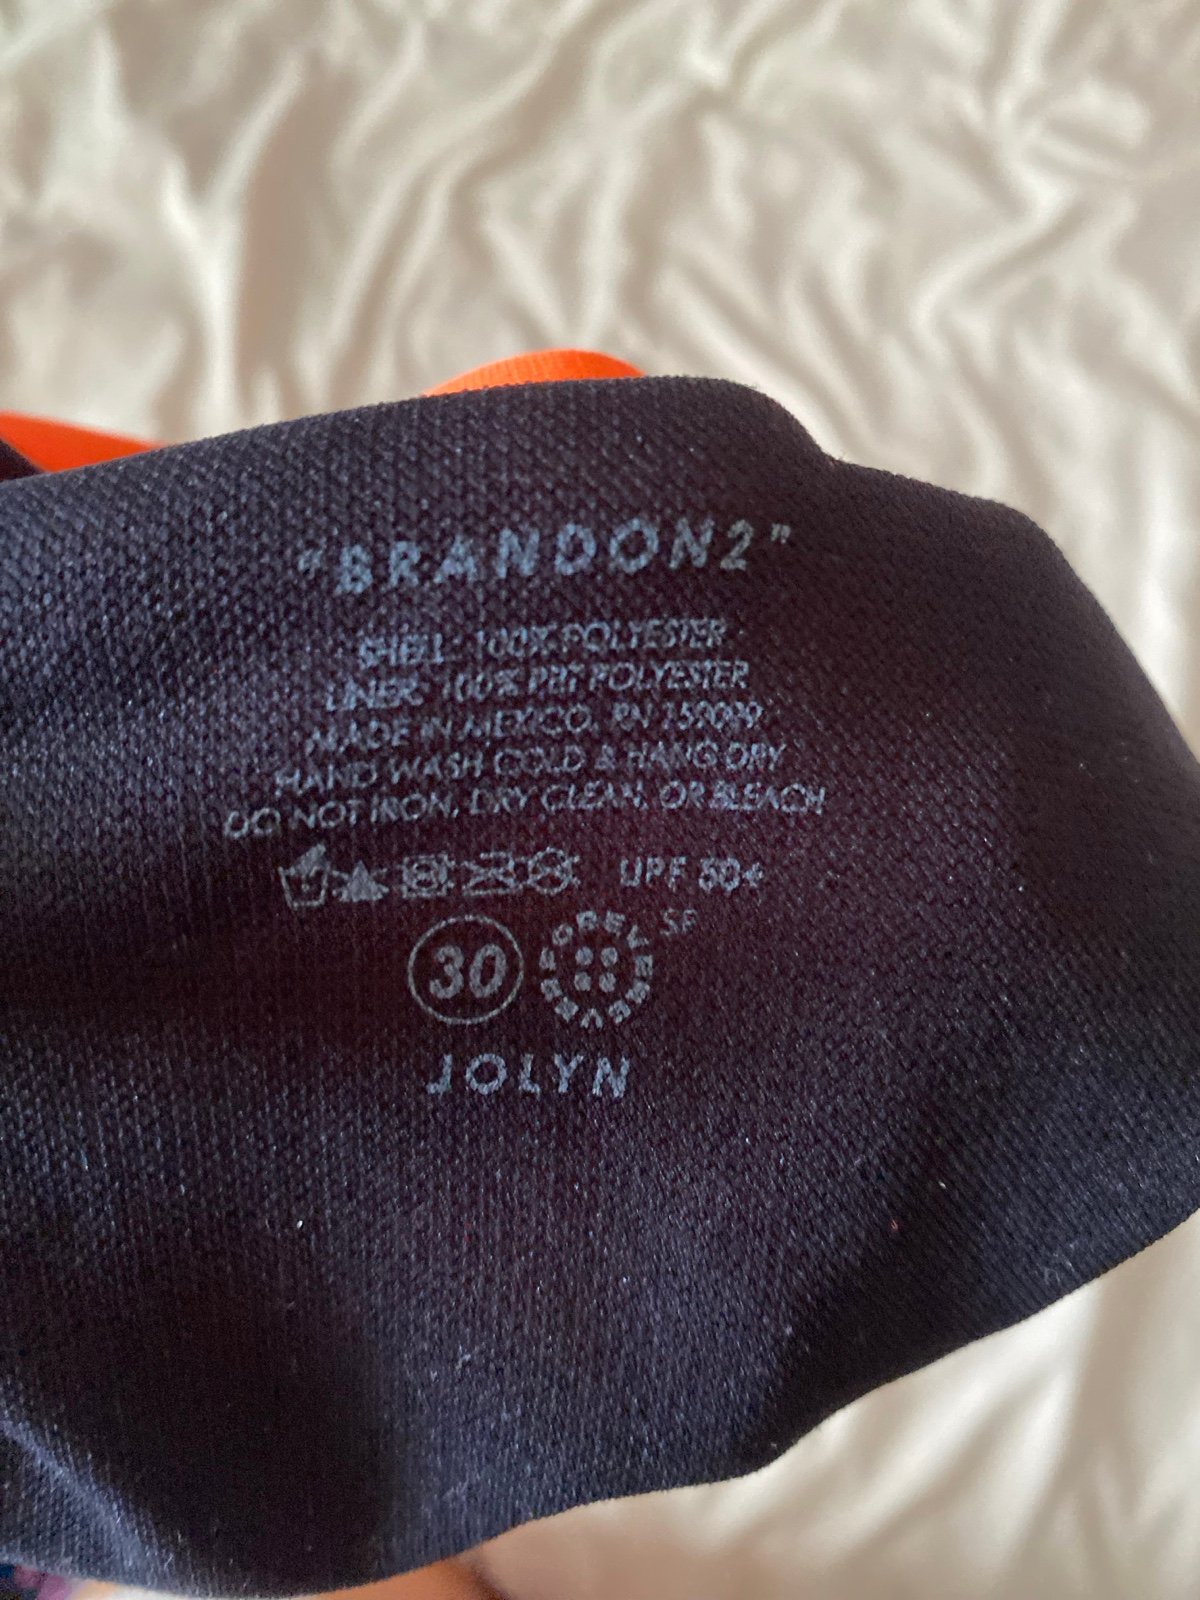 "BRANDON2"
SHELL: 100% POLYESTER
LINER: 100% PBT POLYESTER
MADE IN MEXICO. RN
HAND WASH COLD & HANG DRY
DO NOT IRON, DRY CLEAN, OR BLEACH
UPF 50+
30
JOLYN